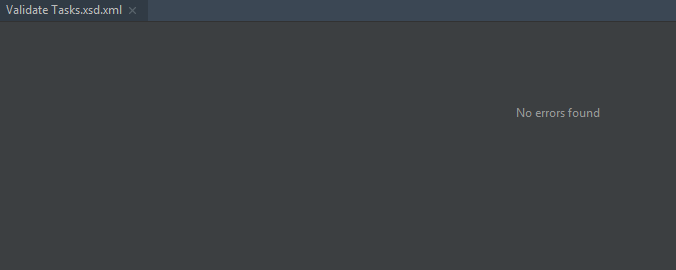 Validate Tasks.xsd.xml
No errors found